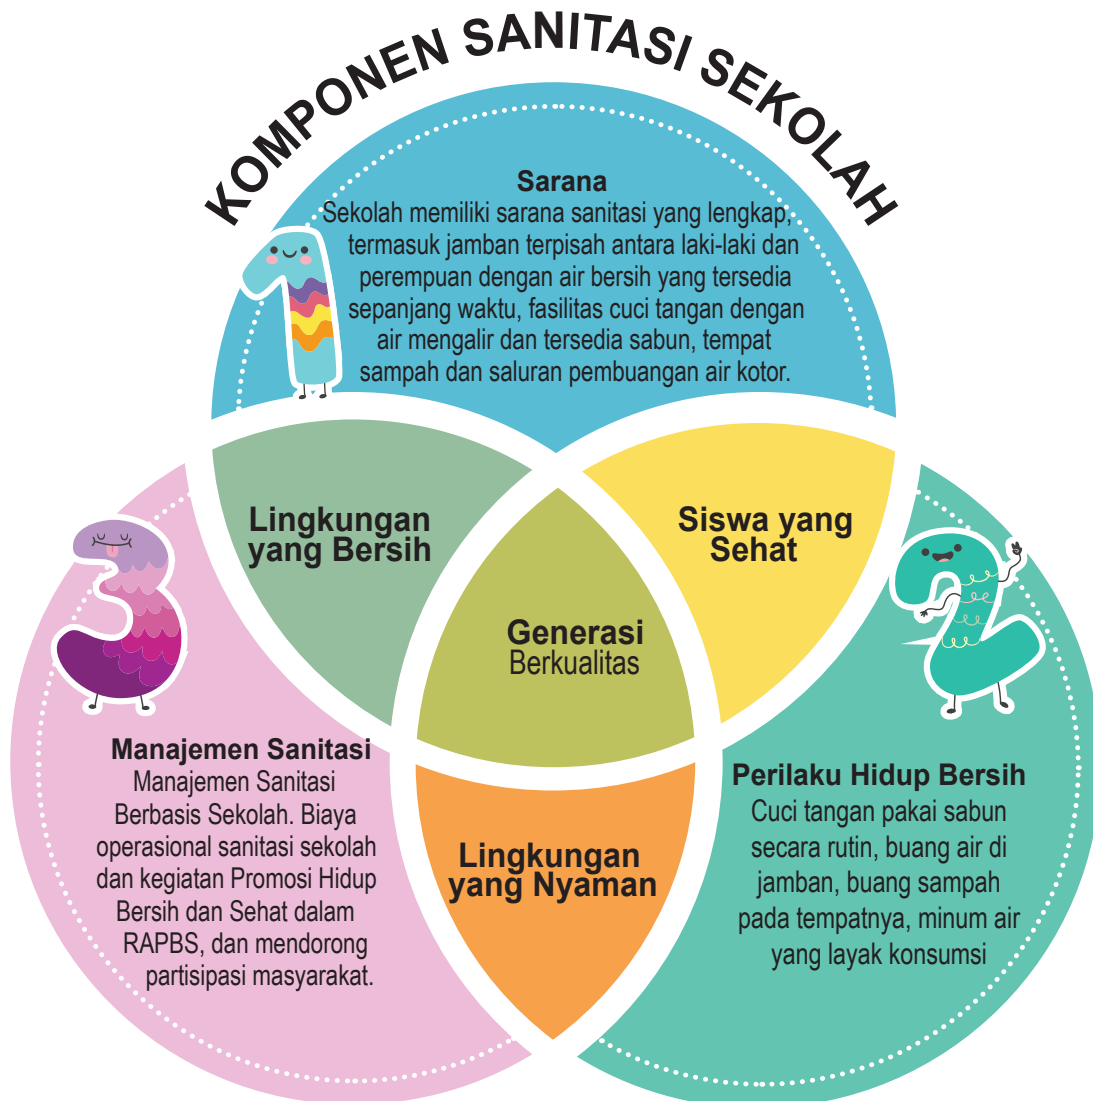 KOMPONEN SANITASI SEKOLAH
Sarana
Sekolah memiliki sarana sanitasi yang lengkap,
termasuk jamban terpisah antara laki-laki dan
perempuan dengan air bersih yang tersedia
sepanjang waktu, fasilitas cuci tangan dengan
air mengalir dan tersedia sabun, tempat
sampah dan saluran pembuangan air kotor.
Lingkungan
yang Bersih
Siswa yang
Sehat
Generasi
Berkualitas
Manajemen Sanitasi
Manajemen Sanitasi
Berbasis Sekolah. Biaya
operasional sanitasi sekolah
dan kegiatan Promosi Hidup
Bersih dan Sehat dalam
RAPBS, dan mendorong
partisipasi masyarakat.
Lingkungan
yang Nyaman
Perilaku Hidup Bersih
Cuci tangan pakai sabun
secara rutin, buang air di
jamban, buang sampah
pada tempatnya, minum air
yang layak konsumsi